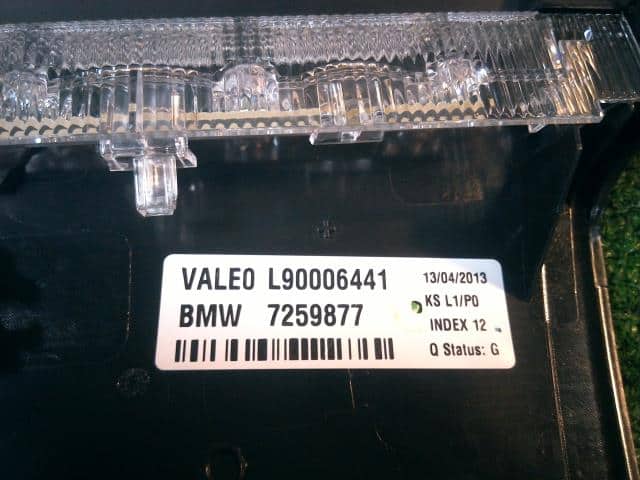 VALEO L90006441
BMW 7259877
13/04/2013
KS L1/P0
INDEX 12
Q Status: G